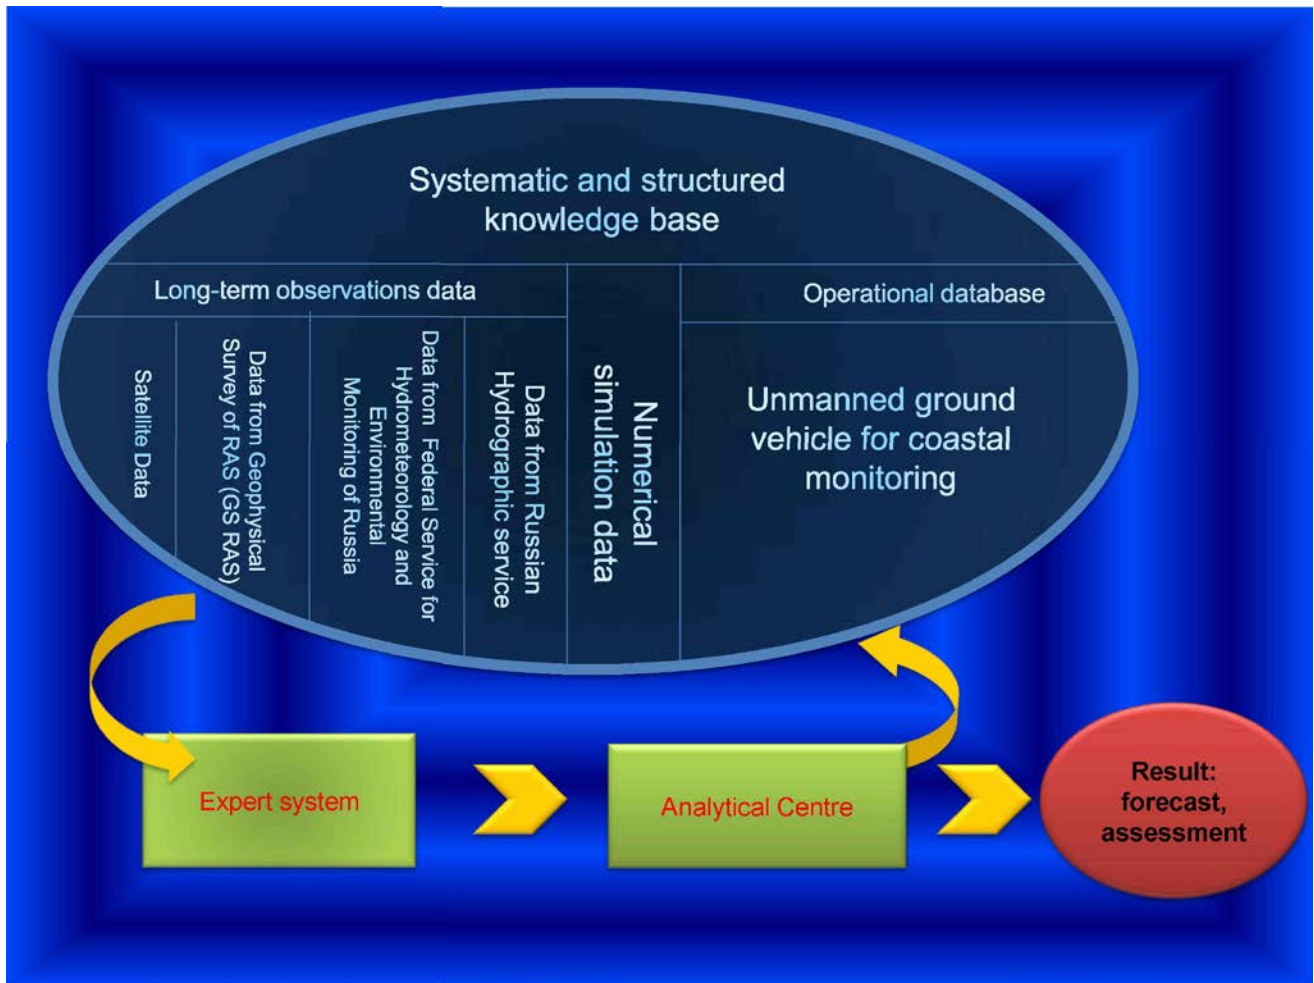 Systematic and structured
knowledge base
Long-term observations data
Operational database
Satellite Data
Data from Geophysical
Survey of RAS (GS RAS)
Data from Federal Service for
Hydrometeorology and
Environmental
Monitoring of Russia
Data from Russian
Hydrographic service
Numerical
simulation data
Unmanned ground
vehicle for coastal
monitoring
Expert system
Analytical Centre
Result:
forecast,
assessment